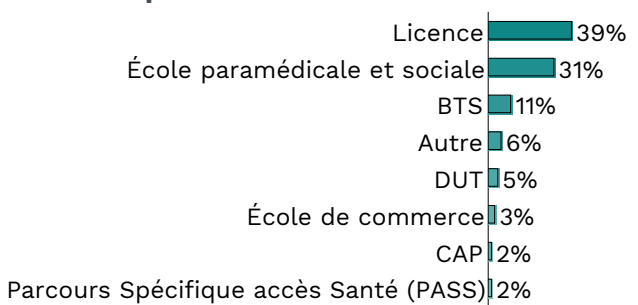 Licence 39%
École paramédicale et sociale 31%
BTS 11%
Autre 6%
DUT 5%
École de commerce 3%
CAP 2%
Parcours Spécifique accès Santé (PASS) 2%